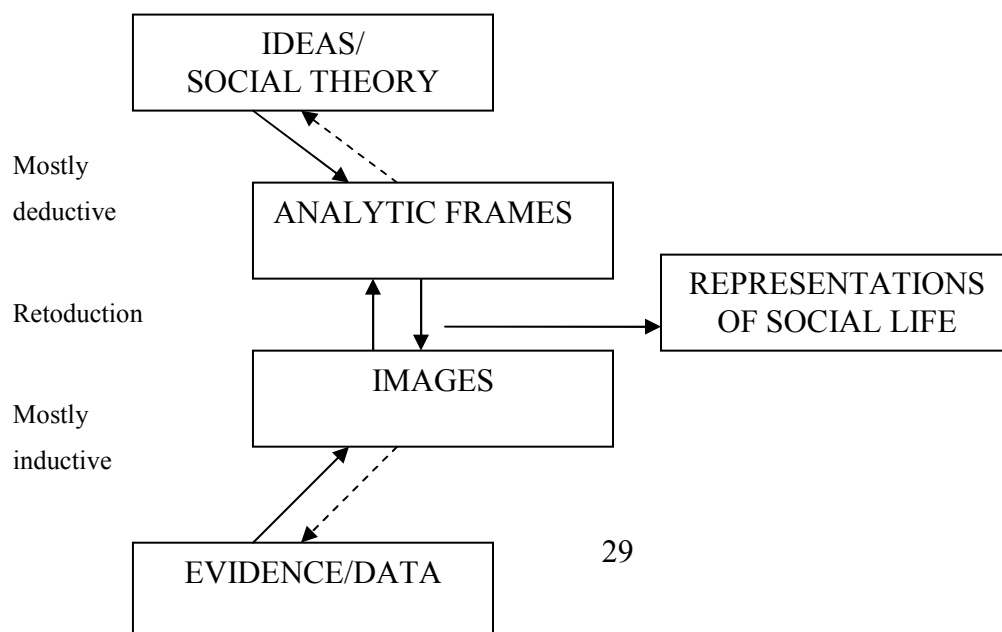 IDEAS/
SOCIAL THEORY
Mostly
deductive
ANALYTIC FRAMES
REPRESENTATIONS
OF SOCIAL LIFE
Retoduction
IMAGES
Mostly
inductive
29
EVIDENCE/DATA